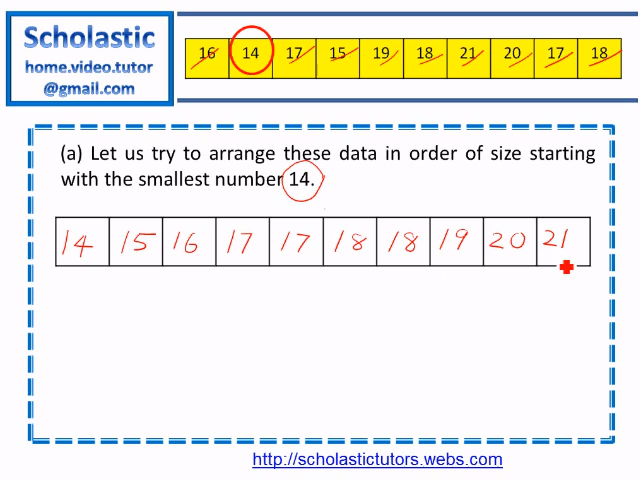 Scholastic
home.video.tutor
@gmail.com
16 14 17 15 19 18 21 20 17 18
(a) Let us try to arrange these data in order of size starting
with the smallest number 14.
14 15 16 17 17 18 18 19 20 21
http://scholastictutors.webs.com